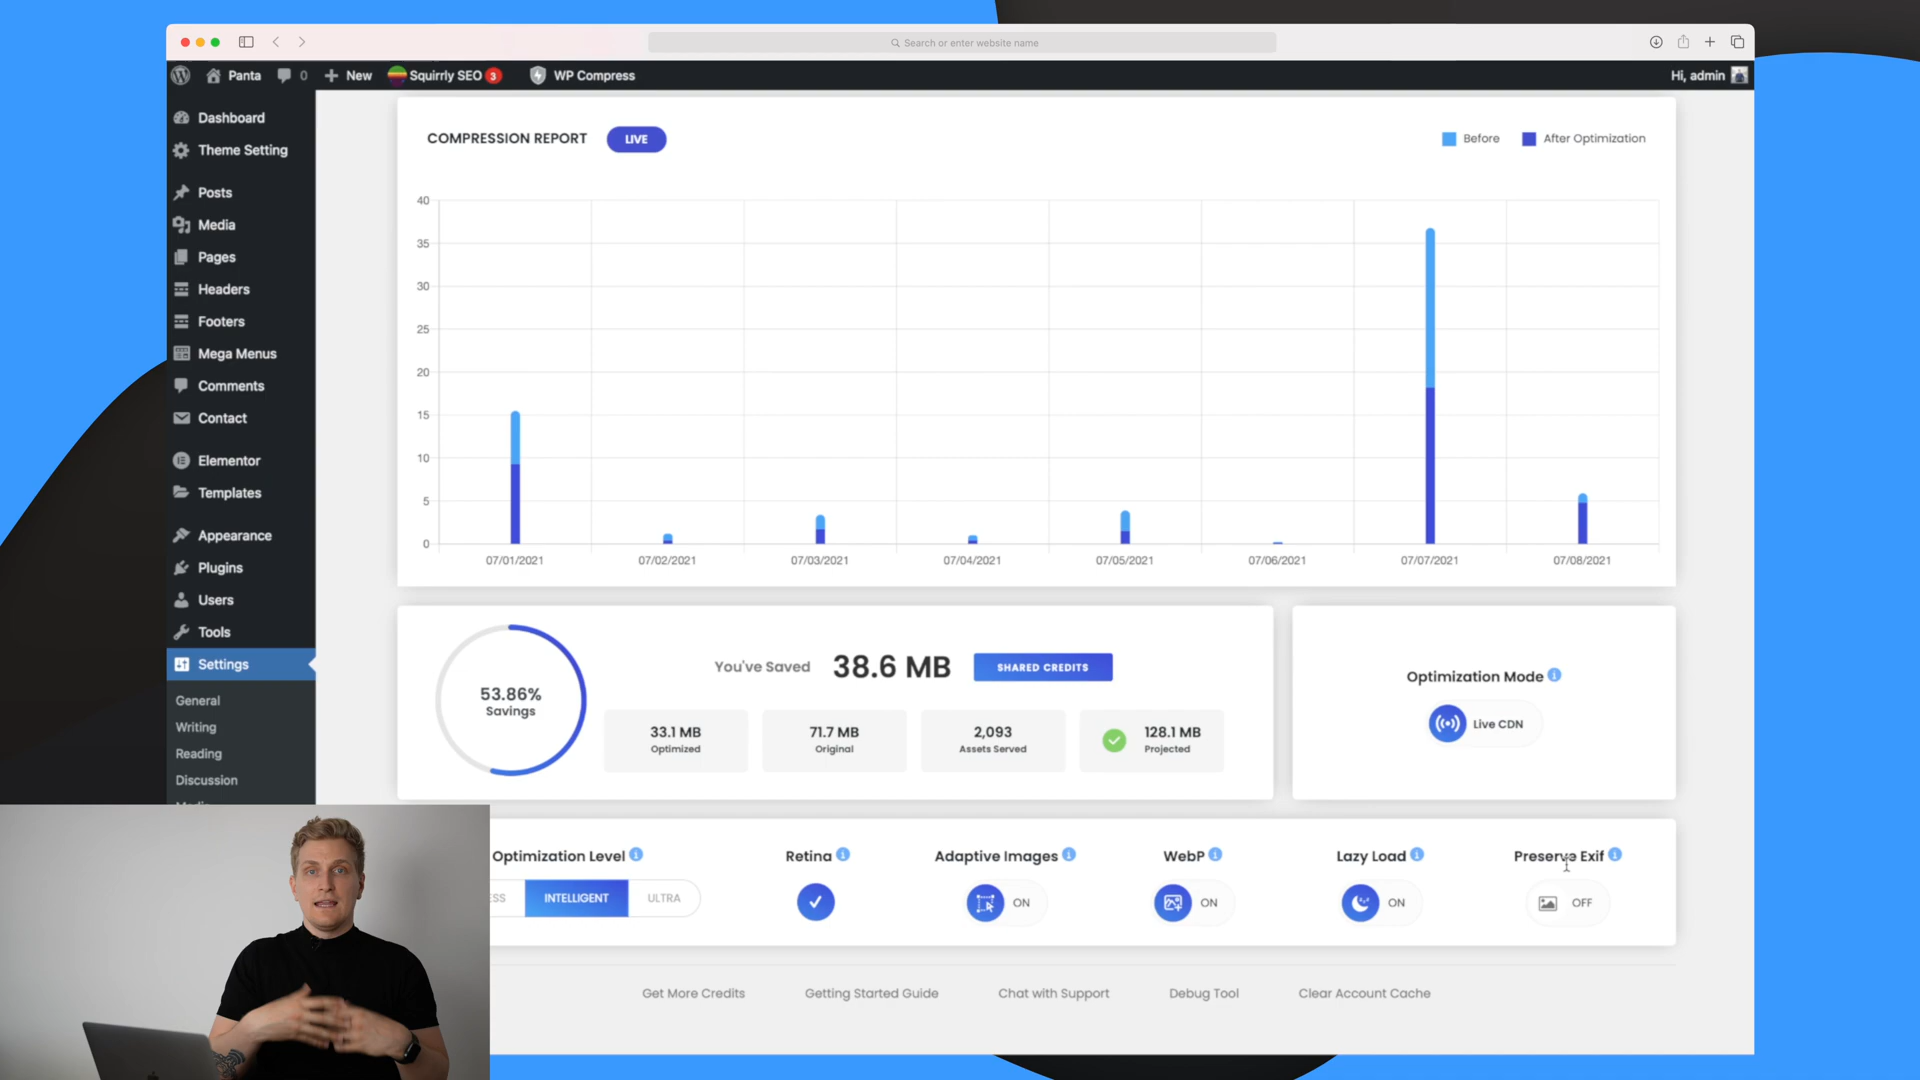 Search or enter website name
Panta
0
New
Squirrly SEO 3
WP Compress
Hi, admin
Dashboard
Theme Setting
Posts
Media
Pages
Headers
Footers
Mega Menus
Comments
Contact
Elementor
Templates
Appearance
Plugins
Users
Tools
Settings
General
Writing
Reading
Discussion
COMPRESSION REPORT
LIVE
Before
After Optimization
40
35
30
25
20
15
10
5
0
07/01/2021
07/02/2021
07/03/2021
07/04/2021
07/05/2021
07/06/2021
07/07/2021
07/08/2021
53.86%
Savings
You've Saved 38.6 MB
SHARED CREDITS
33.1 MB
Optimized
71.7 MB
Original
2,093
Assets Served
128.1 MB
Projected
Optimization Mode
Live CDN
Optimization Level
INTELLIGENT
ULTRA
Retina
Adaptive Images
ON
WebP
ON
Lazy Load
ON
Preserve Exif
OFF
Get More Credits
Getting Started Guide
Chat with Support
Debug Tool
Clear Account Cache